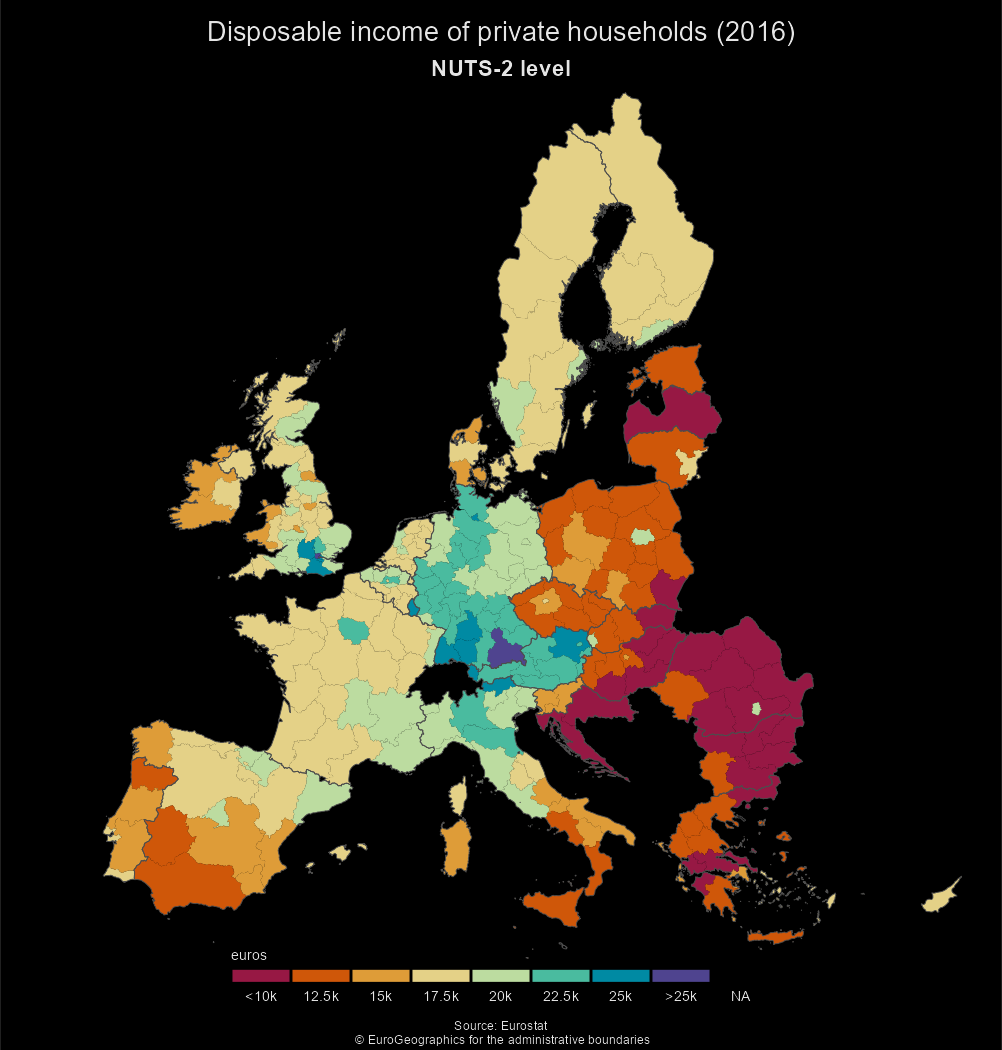 Disposable income of private households (2016)
NUTS-2 level
euros
<10k 12.5k 15k 17.5k 20k 22.5k 25k >25k NA
Source: Eurostat
© EuroGeographics for the administrative boundaries